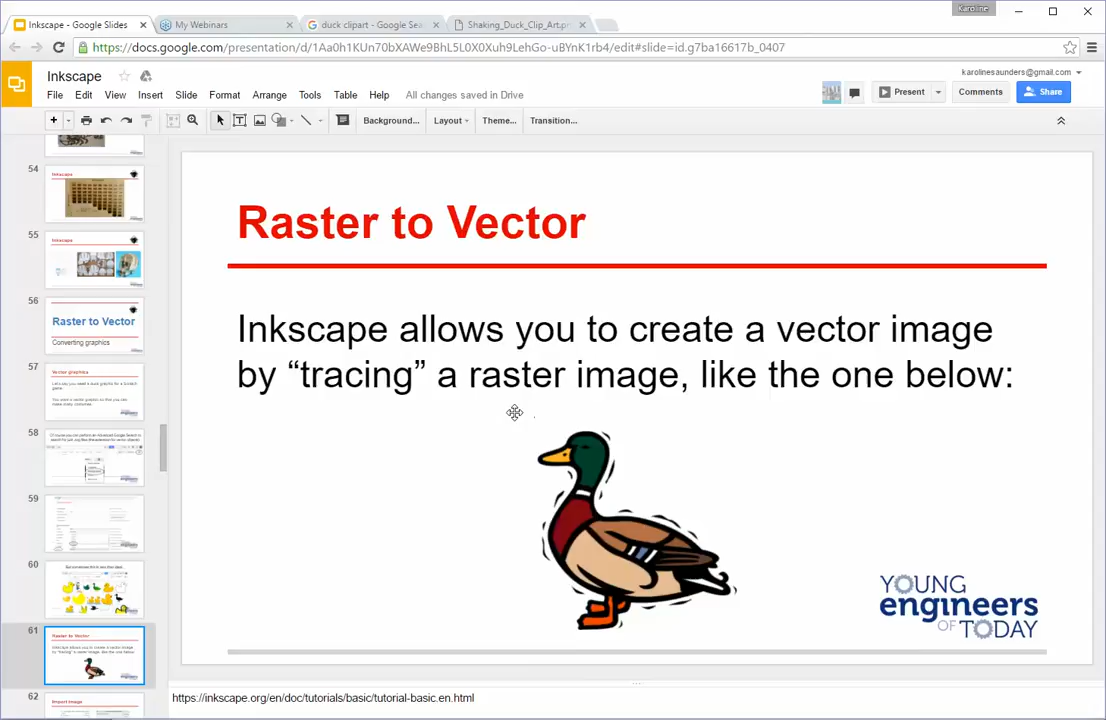 Karoline
Inkscape - Google Slides
My Webinars
duck clipart - Google Sea
Shaking_Duck_Clip_Art.pn
https://docs.google.com/presentation/d/1Aa0h1KUn70bXAWe9BhL5L0X0Xuh9LehGo-uBYnK1rb4/edit#slide=id.g7ba16617b_0407
Inkscape
karolinesaunders@gmail.com
File Edit View Insert Slide Format Arrange Tools Table Help All changes saved in Drive
Present
Comments
Share
Background...
Layout
Theme...
Transition...
54
Inkscape
55
Inkscape
56
Raster to Vector
Converting graphics
57
Vector graphics
58
59
60
61
Raster to Vector
62
Import Image
Raster to Vector
Inkscape allows you to create a vector image
by “tracing” a raster image, like the one below:
YOUNG
engineers
OF TODAY
https://inkscape.org/en/doc/tutorials/basic/tutorial-basic.en.html